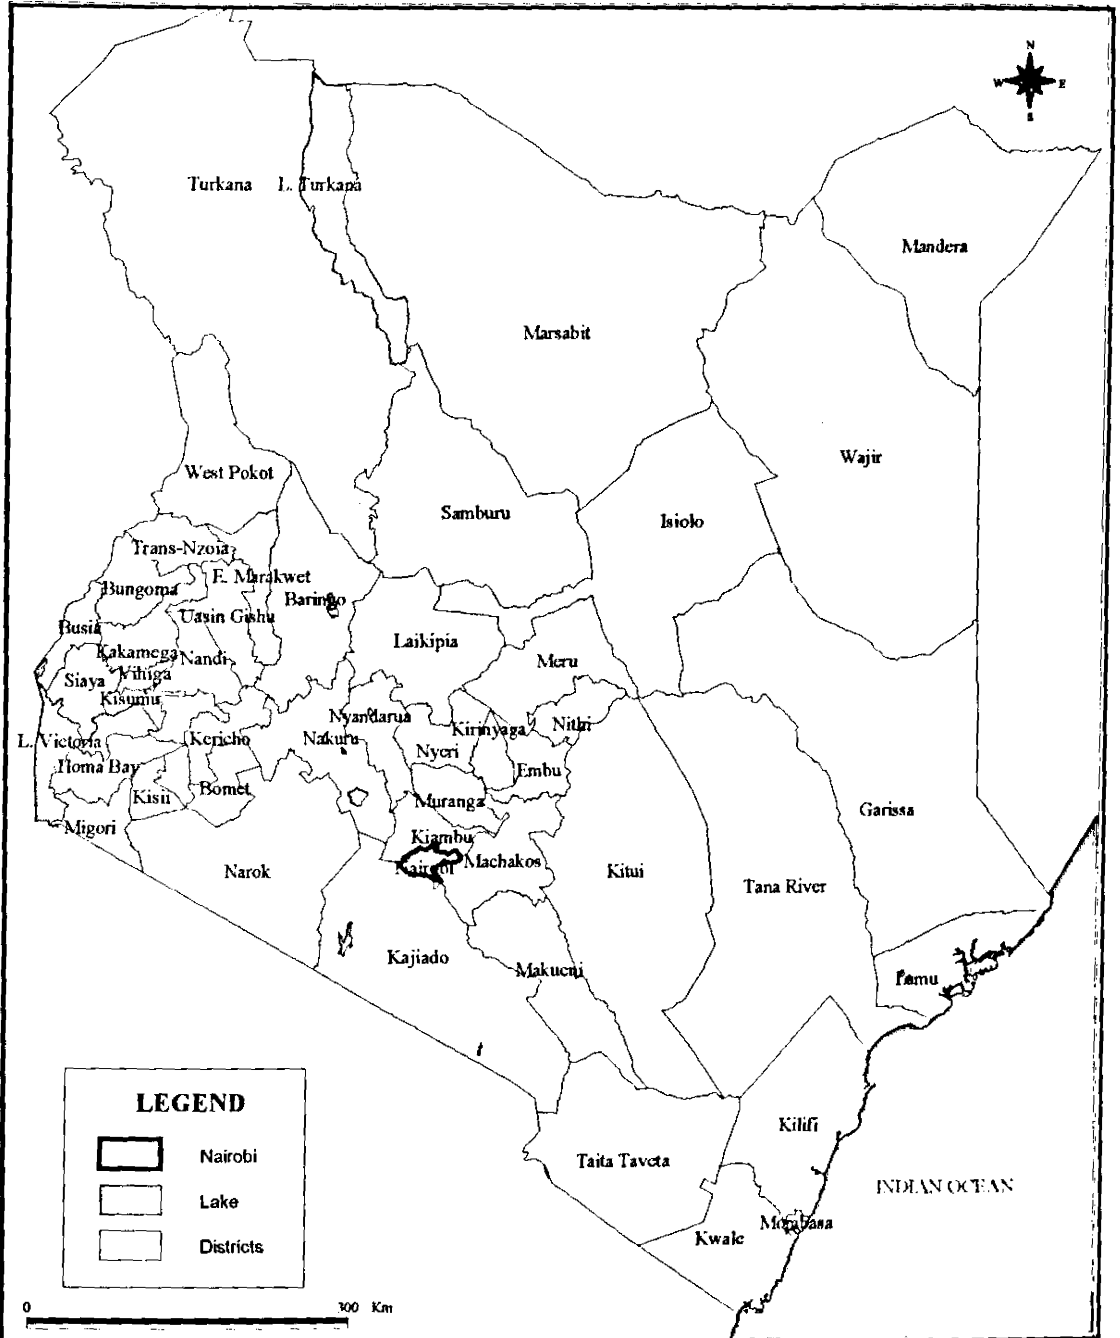 N
W E
S
Turkana
L. Turkana
Mandera
Marsabit
Wajir
West Pokot
Samburu
Isiolo
Trans-Nzoia
E. Marakwet
Bungoma
Baringo
Uasin Gishu
Busia
Laikipia
Kakamega
Nandi
Meru
Vihiga
Siaya
Kisumu
Nyandarua
Nithi
Kirinyaga
L. Victoria
Kericho
Nakuru
Nyeri
Homa Bay
Embu
Bomet
Kisii
Muranga
Garissa
Migori
Kiambu
Machakos
Nairobi
Narok
Kitui
Tana River
Kajiado
Makueni
Lamu
LEGEND
Nairobi
Lake
Districts
Kilifi
Taita Taveta
INDIAN OCEAN
Mombasa
Kwale
0 300 Km